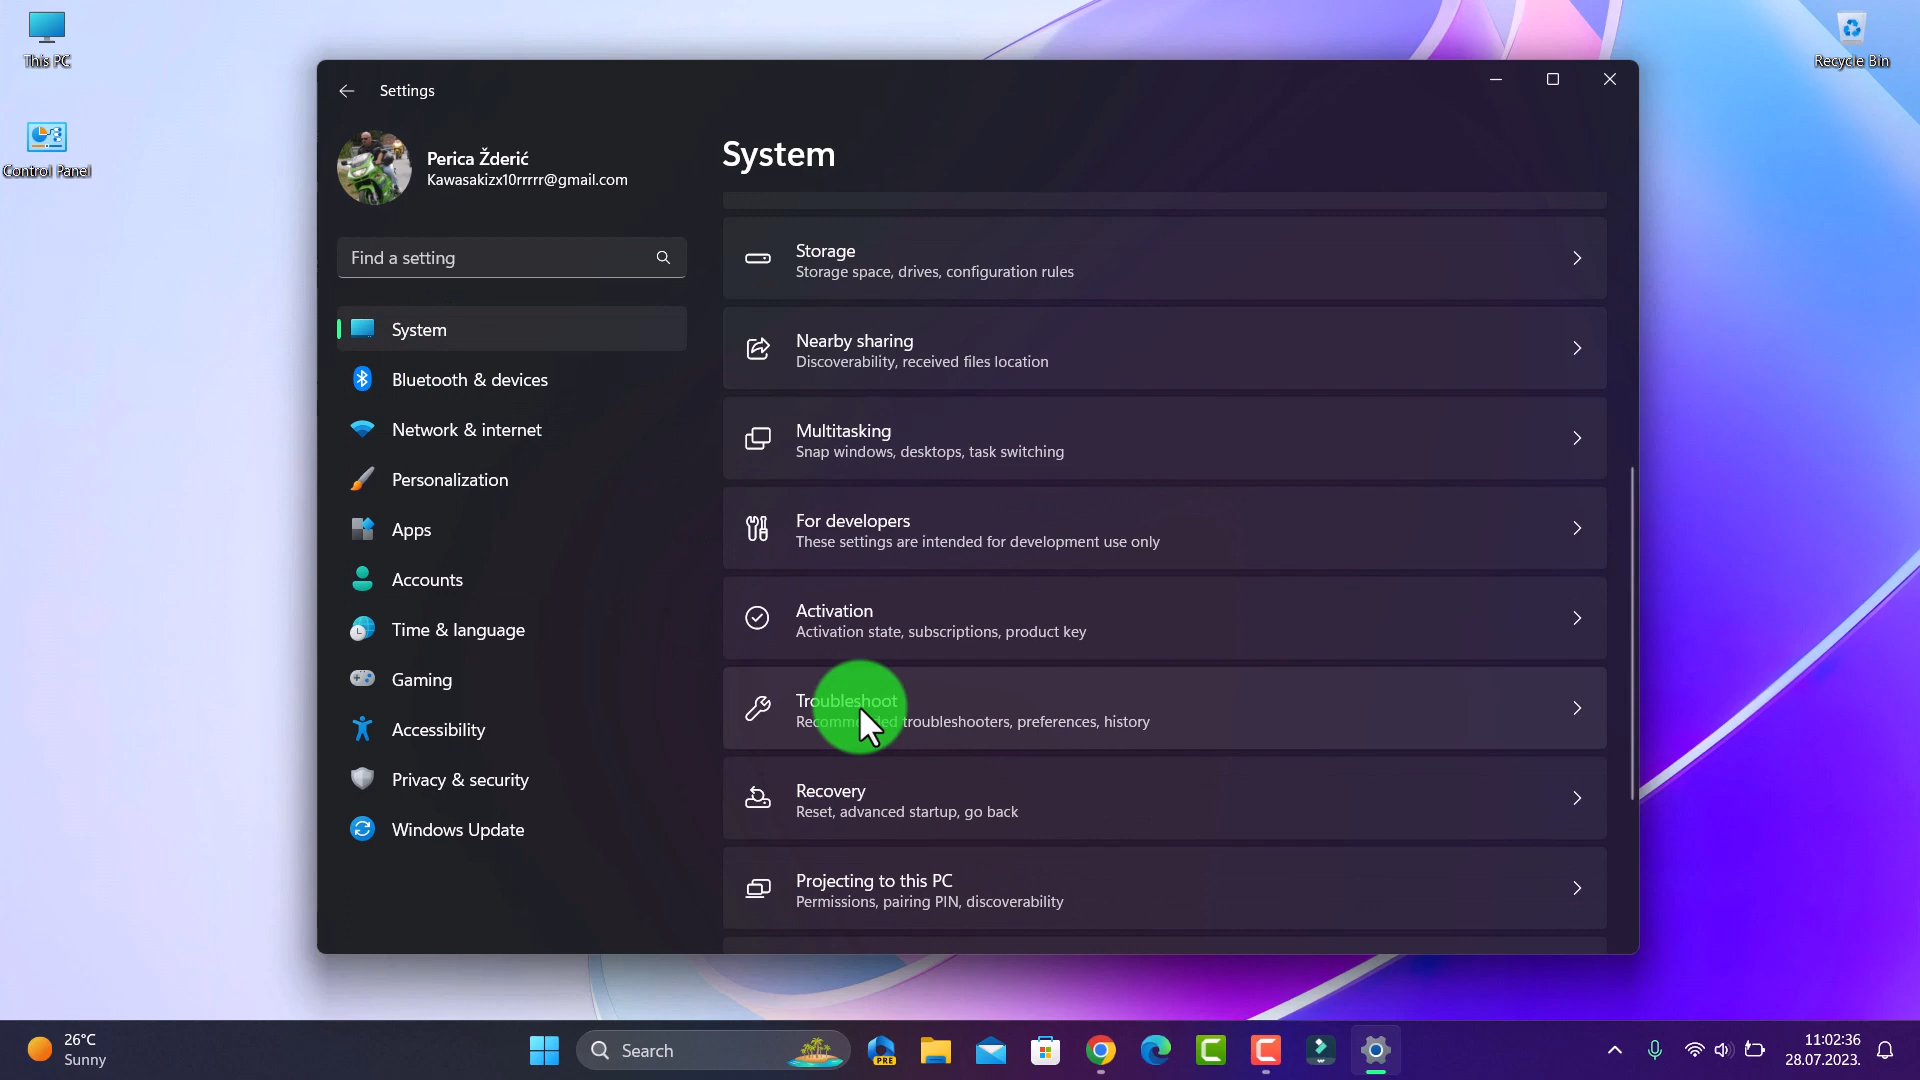 This PC
Control Panel
Recycle Bin
Settings
Perica Žderić
Kawasakizx10rrrrr@gmail.com
Find a setting
System
Bluetooth & devices
Network & internet
Personalization
Apps
Accounts
Time & language
Gaming
Accessibility
Privacy & security
Windows Update
System
Storage
Storage space, drives, configuration rules
Nearby sharing
Discoverability, received files location
Multitasking
Snap windows, desktops, task switching
For developers
These settings are intended for development use only
Activation
Activation state, subscriptions, product key
Troubleshoot
Recommended troubleshooters, preferences, history
Recovery
Reset, advanced startup, go back
Projecting to this PC
Permissions, pairing PIN, discoverability
26°C
Sunny
Search
PRE
11:02:36
28.07.2023.